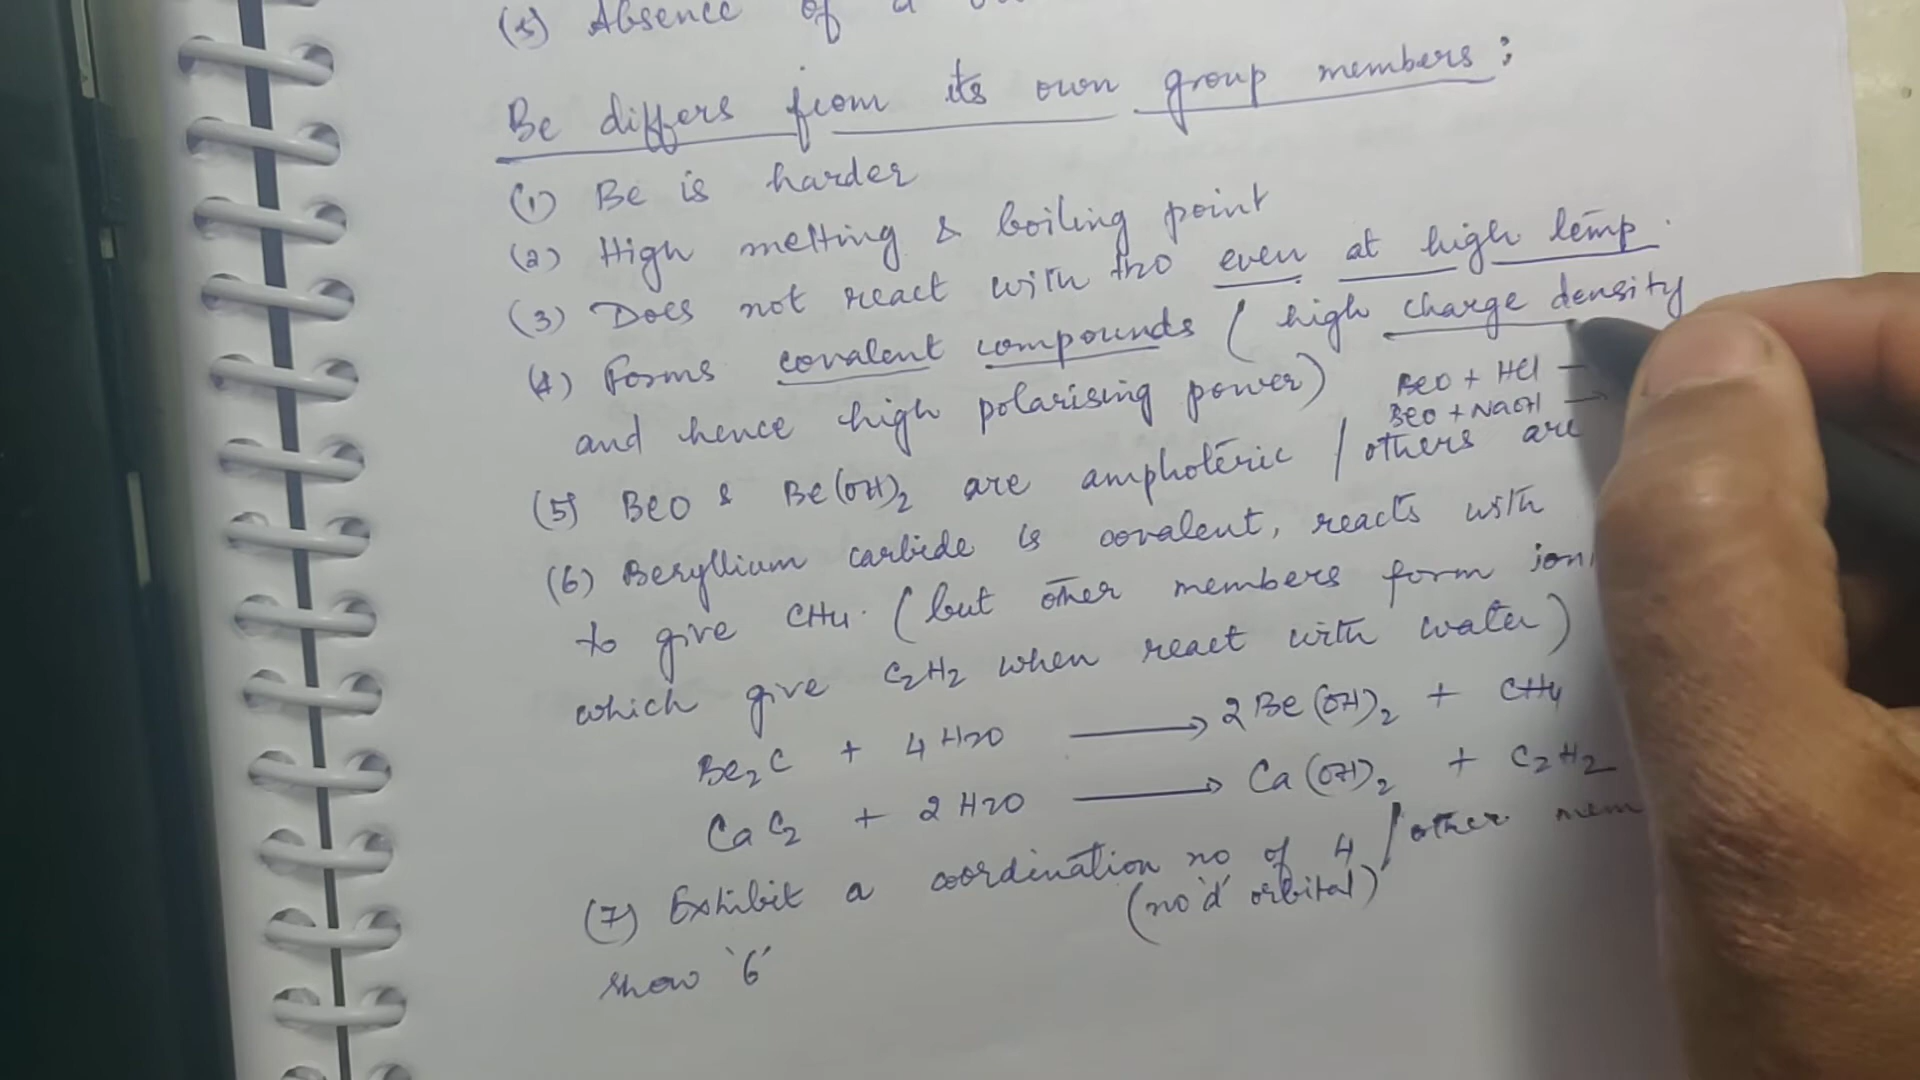 (3) Absence of d
Be differs from its own group members :
(1) Be is harder
(2) High melting & boiling point
(3) Does not react with H2O even at high temp.
(4) Forms covalent compounds ( high charge density
and hence high polarising power)
BeO + HCl —
BeO + NaOH →
(5) BeO & Be(OH)₂ are amphoteric / others are
(6) Beryllium carbide is covalent, reacts with
to give CH4. (but other members form ioni
which give C2H2 when react with water)
Be₂C + 4H2O ⟶ 2Be(OH)₂ + CH4
CaC₂ + 2H2O ⟶ Ca(OH)₂ + C2H2
(7) Exhibit a coordination no of 4 / other mem
(no 'd' orbital)
show '6'